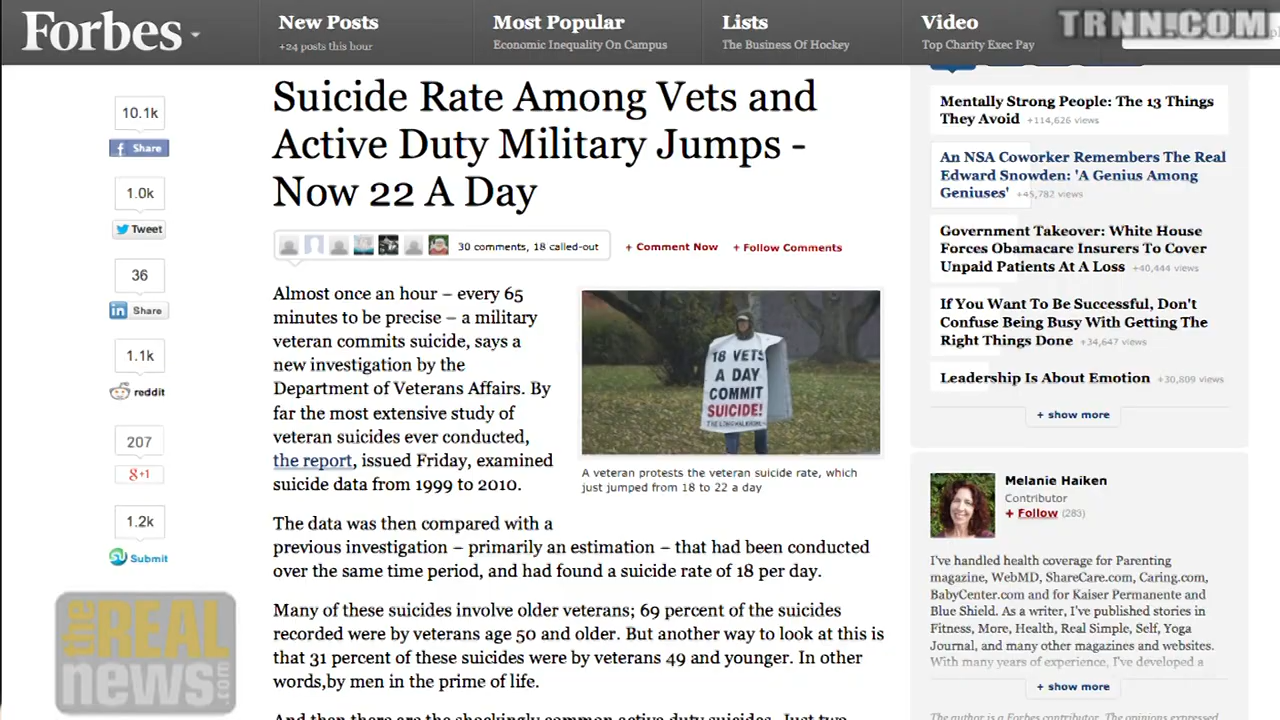 Forbes
New Posts
+24 posts this hour
Most Popular
Economic Inequality On Campus
Lists
The Business Of Hockey
Video
Top Charity Exec Pay
TRNN.COM
10.1k
Share
1.0k
Tweet
36
Share
1.1k
reddit
207
+1
1.2k
Submit
Suicide Rate Among Vets and
Active Duty Military Jumps -
Now 22 A Day
30 comments, 18 called-out
+ Comment Now
+ Follow Comments
Almost once an hour – every 65
minutes to be precise – a military
veteran commits suicide, says a
new investigation by the
Department of Veterans Affairs. By
far the most extensive study of
veteran suicides ever conducted,
the report, issued Friday, examined
suicide data from 1999 to 2010.
18 VETS
A DAY
COMMIT
SUICIDE!
A veteran protests the veteran suicide rate, which
just jumped from 18 to 22 a day
The data was then compared with a
previous investigation – primarily an estimation – that had been conducted
over the same time period, and had found a suicide rate of 18 per day.
Many of these suicides involve older veterans; 69 percent of the suicides
recorded were by veterans age 50 and older. But another way to look at this is
that 31 percent of these suicides were by veterans 49 and younger. In other
words,by men in the prime of life.
And then there are the shockingly common active duty suicides. Just two
Mentally Strong People: The 13 Things
They Avoid +114,626 views
An NSA Coworker Remembers The Real
Edward Snowden: 'A Genius Among
Geniuses' +45,782 views
Government Takeover: White House
Forces Obamacare Insurers To Cover
Unpaid Patients At A Loss +40,444 views
If You Want To Be Successful, Don't
Confuse Being Busy With Getting The
Right Things Done +34,647 views
Leadership Is About Emotion +30,809 views
+ show more
Melanie Haiken
Contributor
+ Follow (283)
I've handled health coverage for Parenting
magazine, WebMD, ShareCare.com, Caring.com,
BabyCenter.com and for Kaiser Permanente and
Blue Shield. As a writer, I've published stories in
Fitness, More, Health, Real Simple, Self, Yoga
Journal, and many other magazines and websites.
With many years of experience, I've developed a
+ show more
The author is a Forbes contributor. The opinions expressed
the REAL
news.com